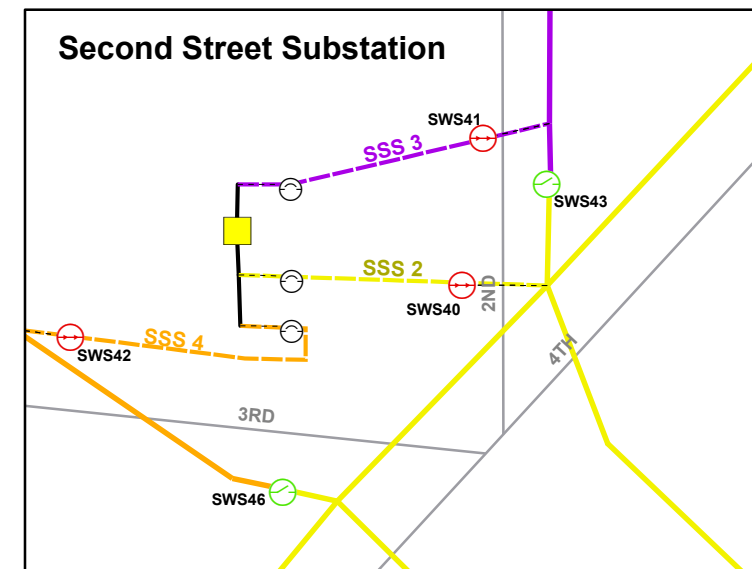 Second Street Substation
SWS41
SSS 3
SWS43
SSS 2
SWS40
2ND
SSS 4
SWS42
4TH
3RD
SWS46